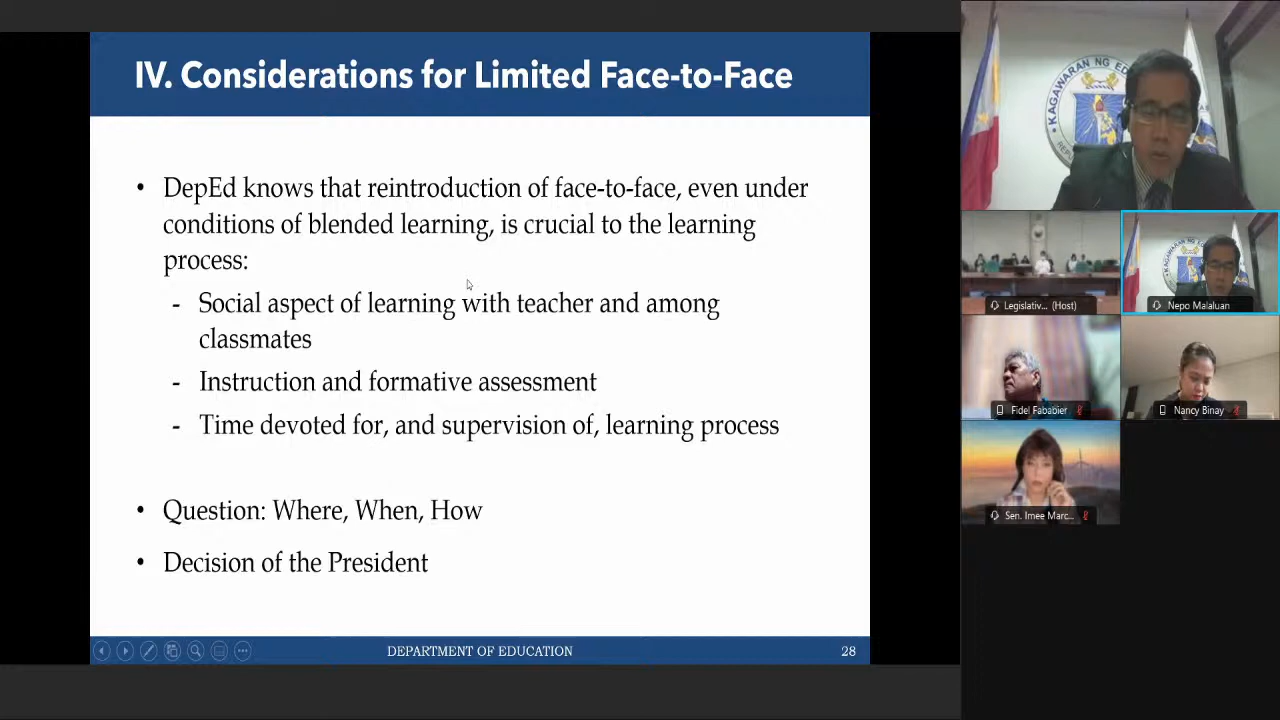 IV. Considerations for Limited Face-to-Face
• DepEd knows that reintroduction of face-to-face, even under
conditions of blended learning, is crucial to the learning
process:
- Social aspect of learning with teacher and among
classmates
- Instruction and formative assessment
- Time devoted for, and supervision of, learning process
• Question: Where, When, How
• Decision of the President
DEPARTMENT OF EDUCATION
28
KAGAWARAN NG
Legislativ... (Host)
Nepo Malaluan
Fidel Fababier
Nancy Binay
Sen. Imee Marc...